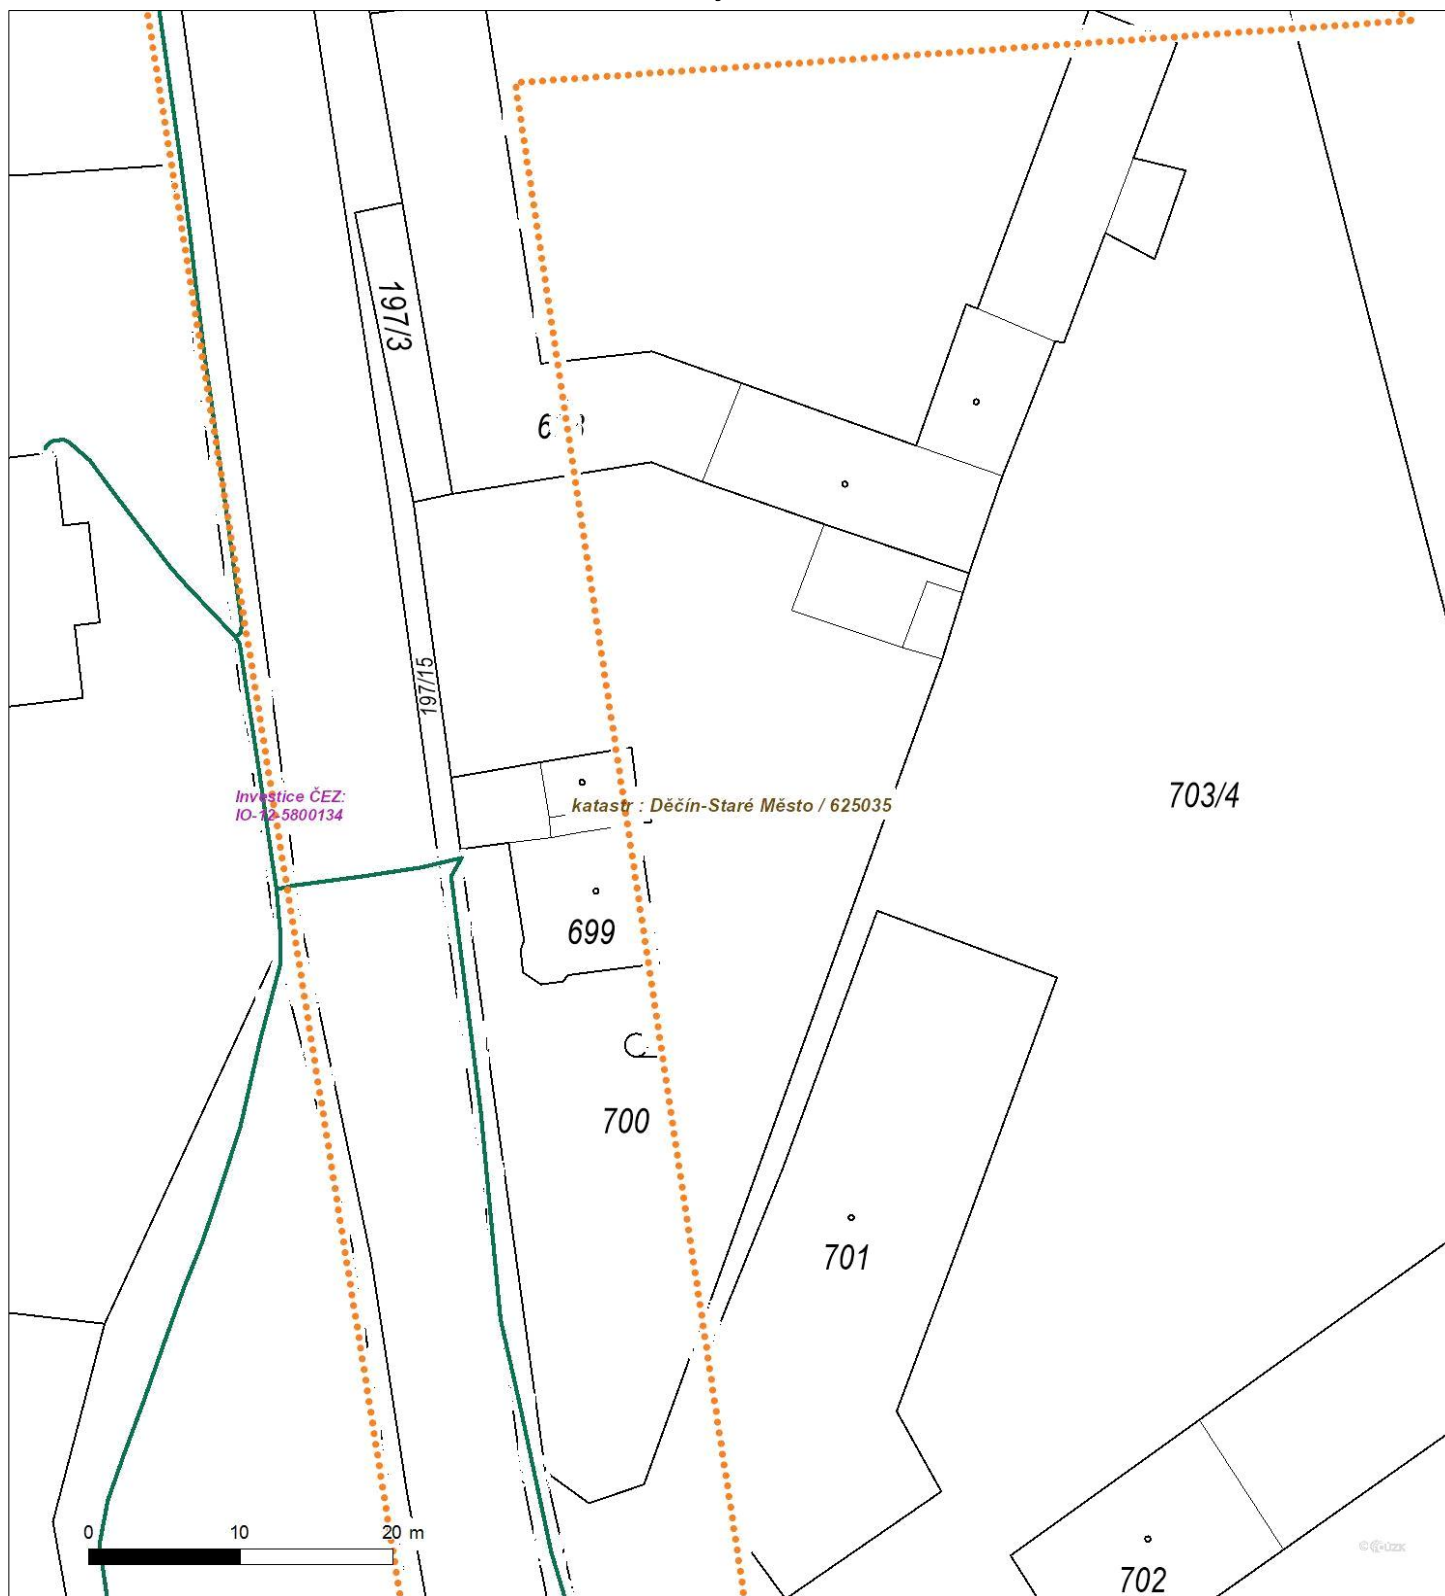 197/3
197/15
Investice ČEZ:
IO-12-5800134
katastr : Děčín-Staré Město / 625035
703/4
699
700
701
0 10 20 m
702